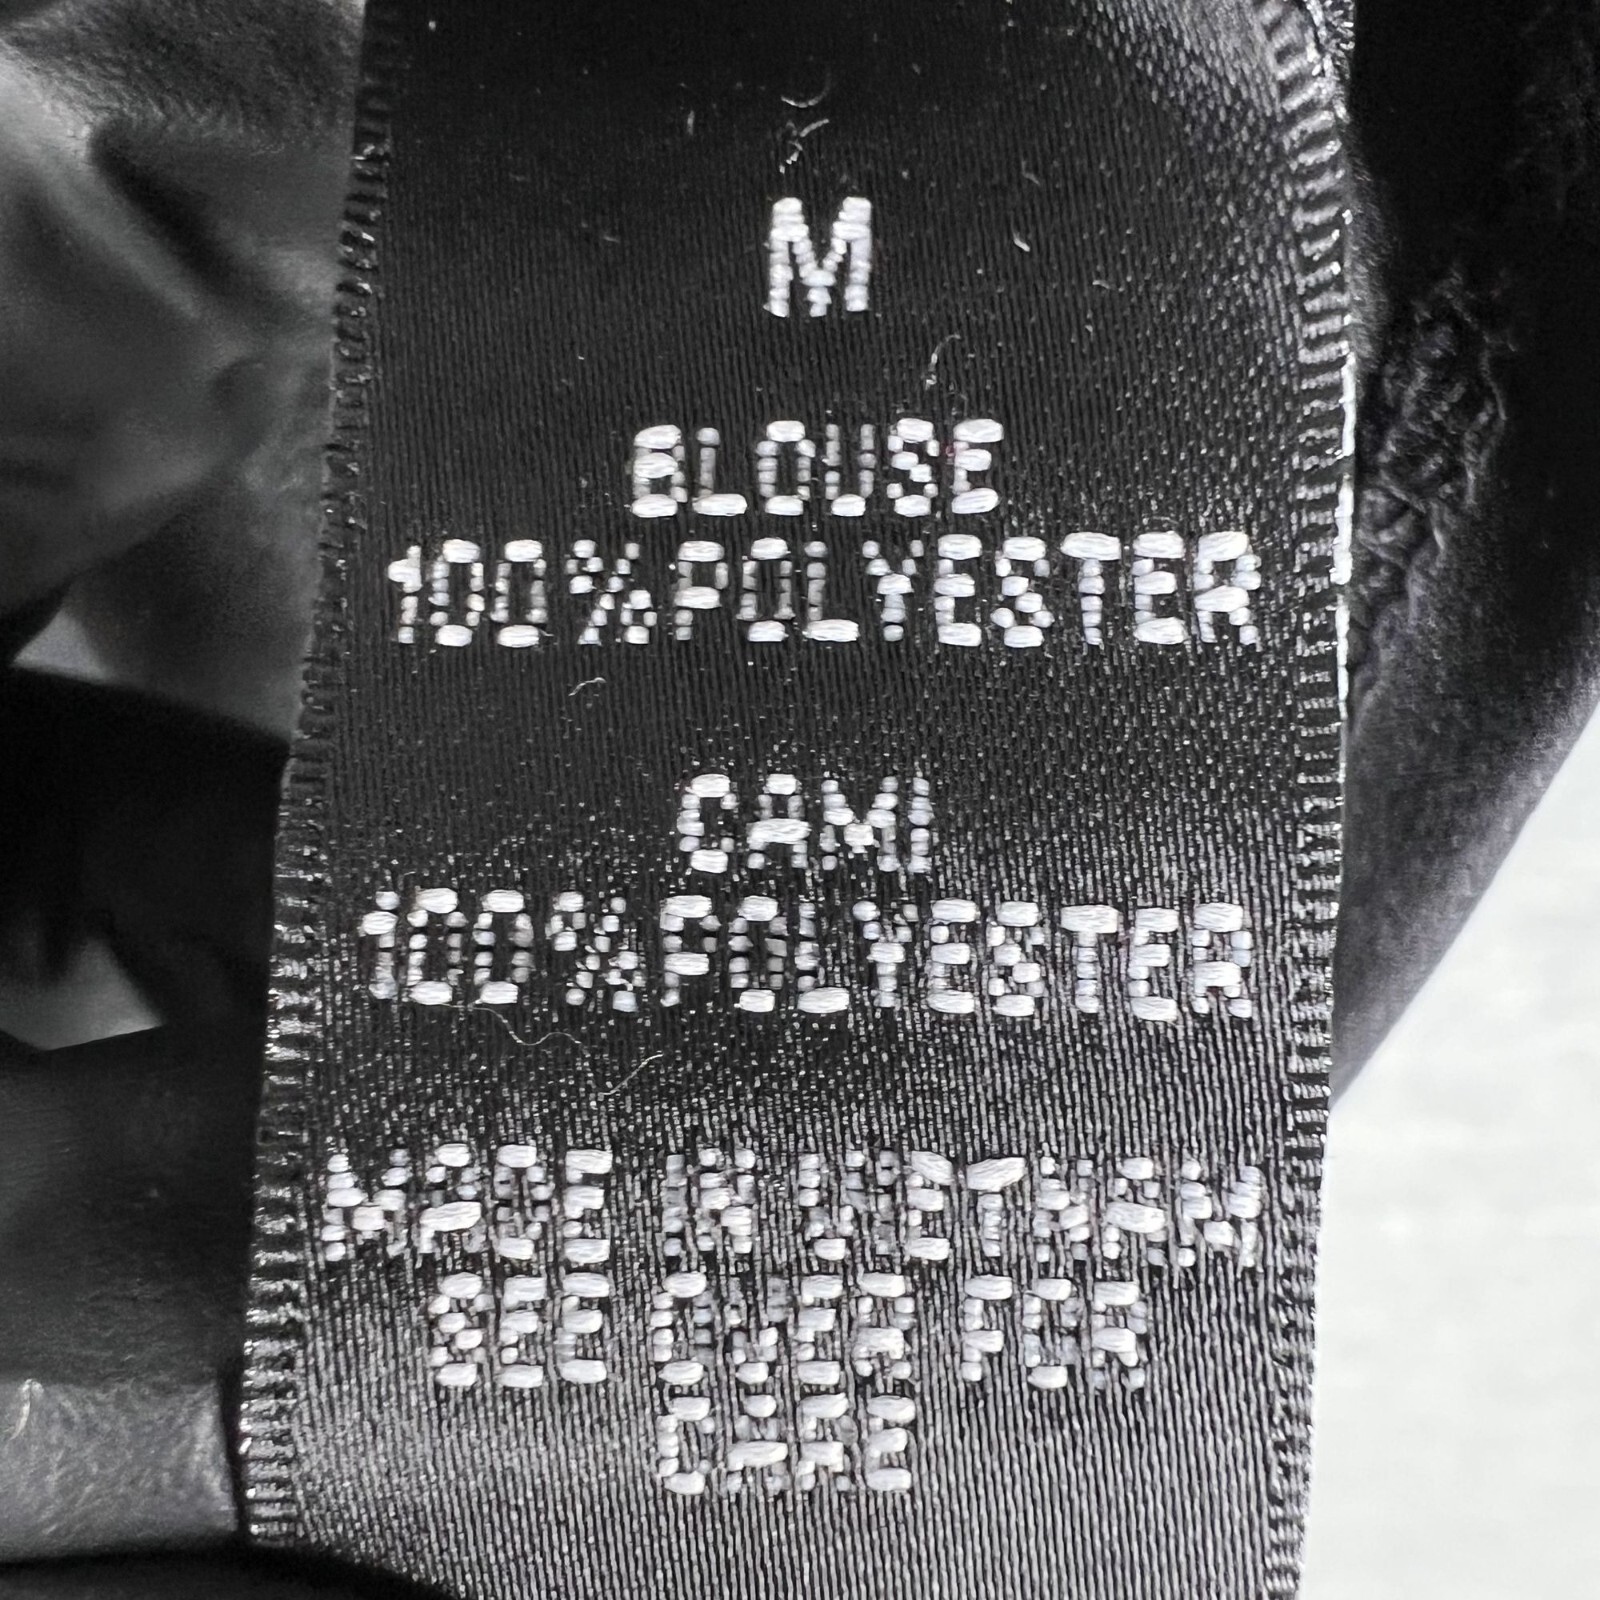 M
BLOUSE
100%POLYESTER
CAMI
100%POLYESTER
MADE IN VIETNAM
SEE OVER FOR
CARE